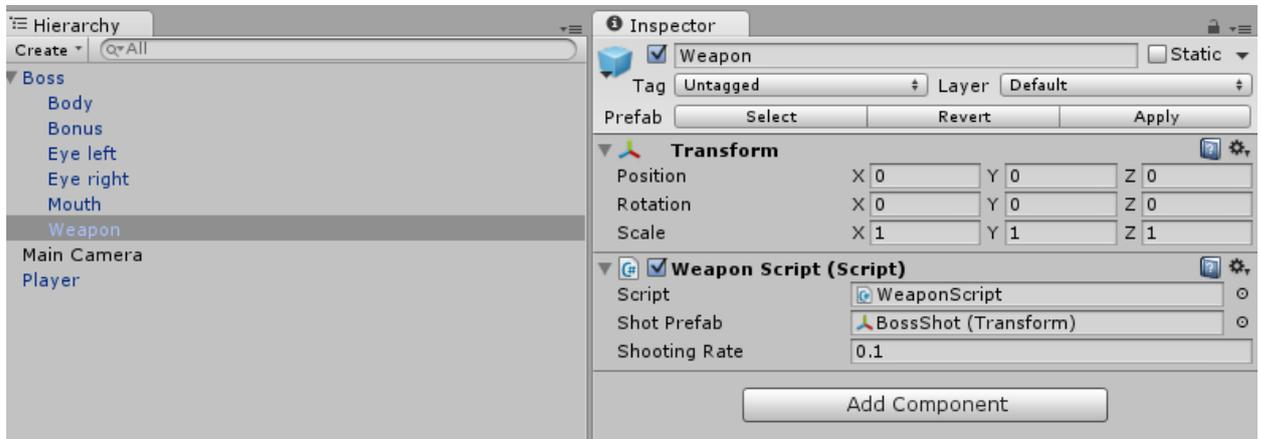 Hierarchy
Create All
Boss
Body
Bonus
Eye left
Eye right
Mouth
Weapon
Main Camera
Player
Inspector
Weapon Static
Tag Untagged Layer Default
Prefab Select Revert Apply
Transform
Position X 0 Y 0 Z 0
Rotation X 0 Y 0 Z 0
Scale X 1 Y 1 Z 1
C# Weapon Script (Script)
Script WeaponScript
Shot Prefab BossShot (Transform)
Shooting Rate 0.1
Add Component